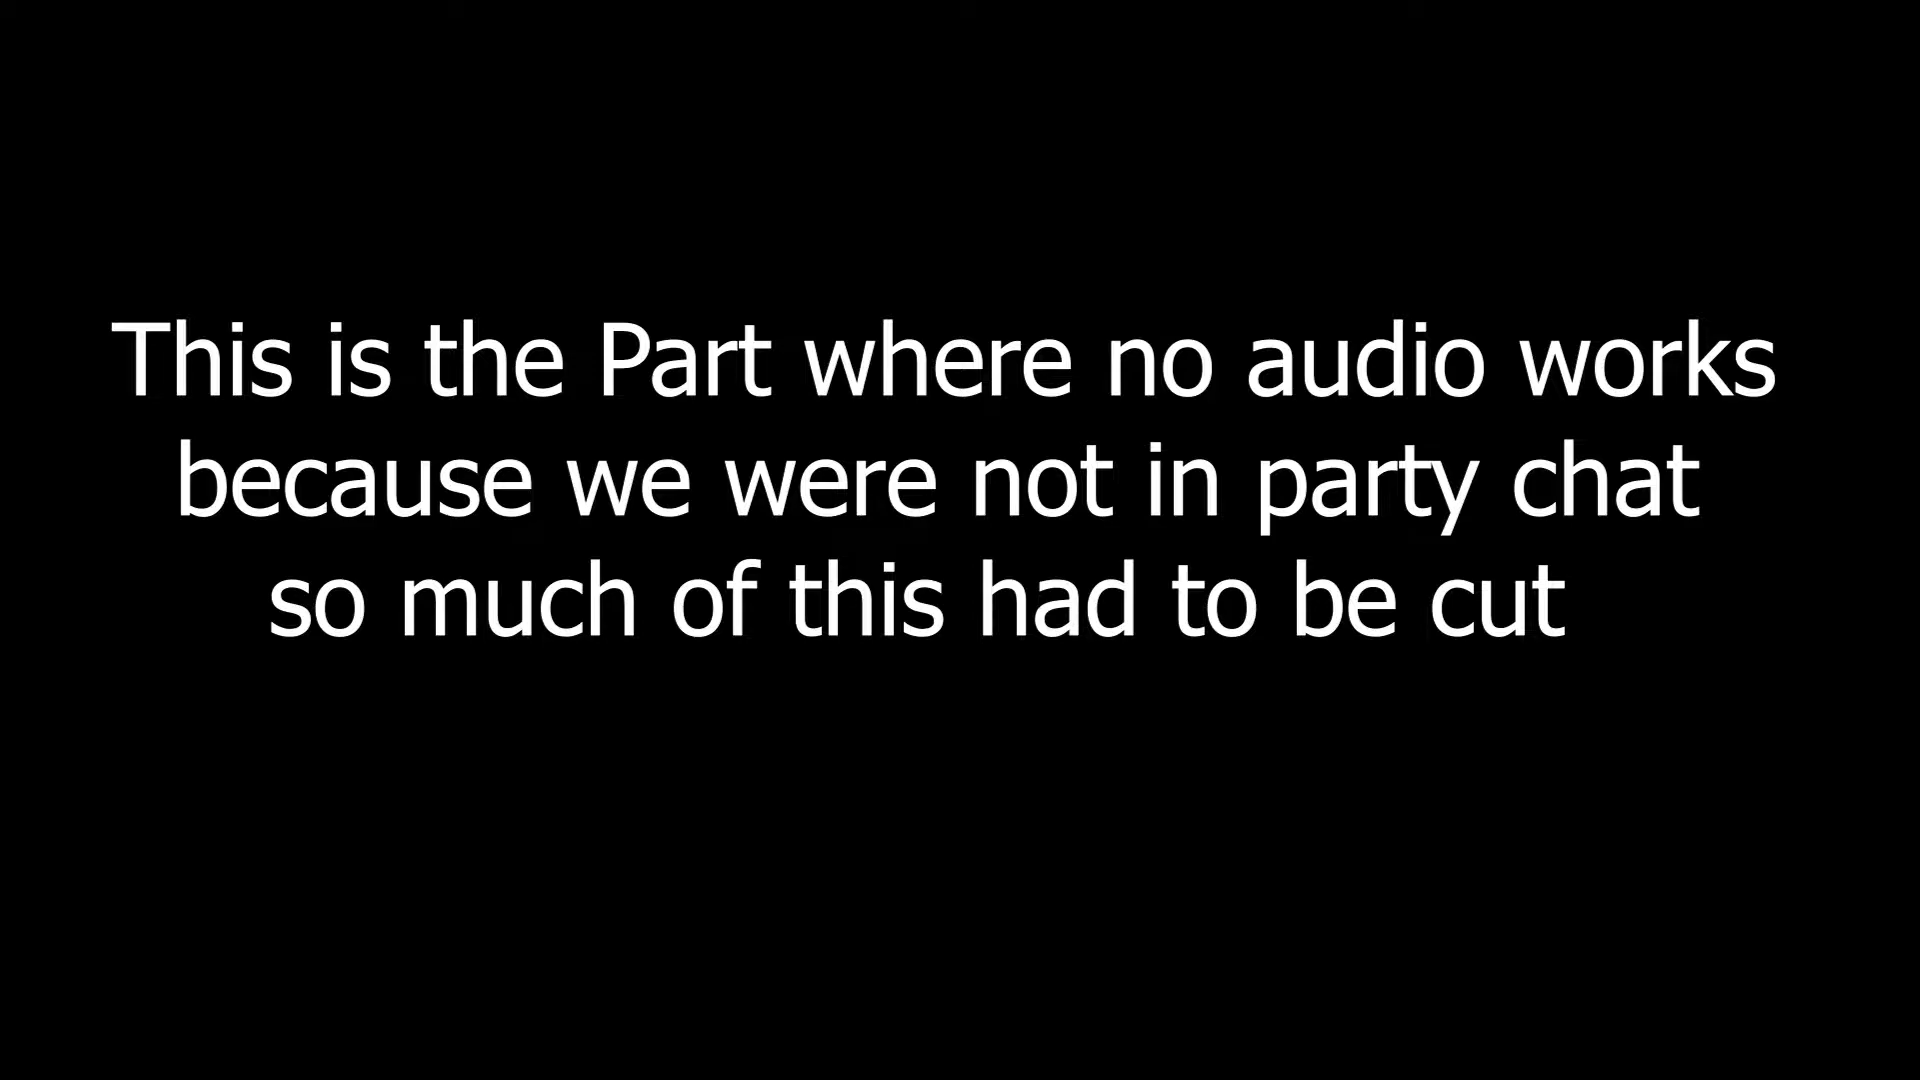 This is the Part where no audio works
because we were not in party chat
so much of this had to be cut